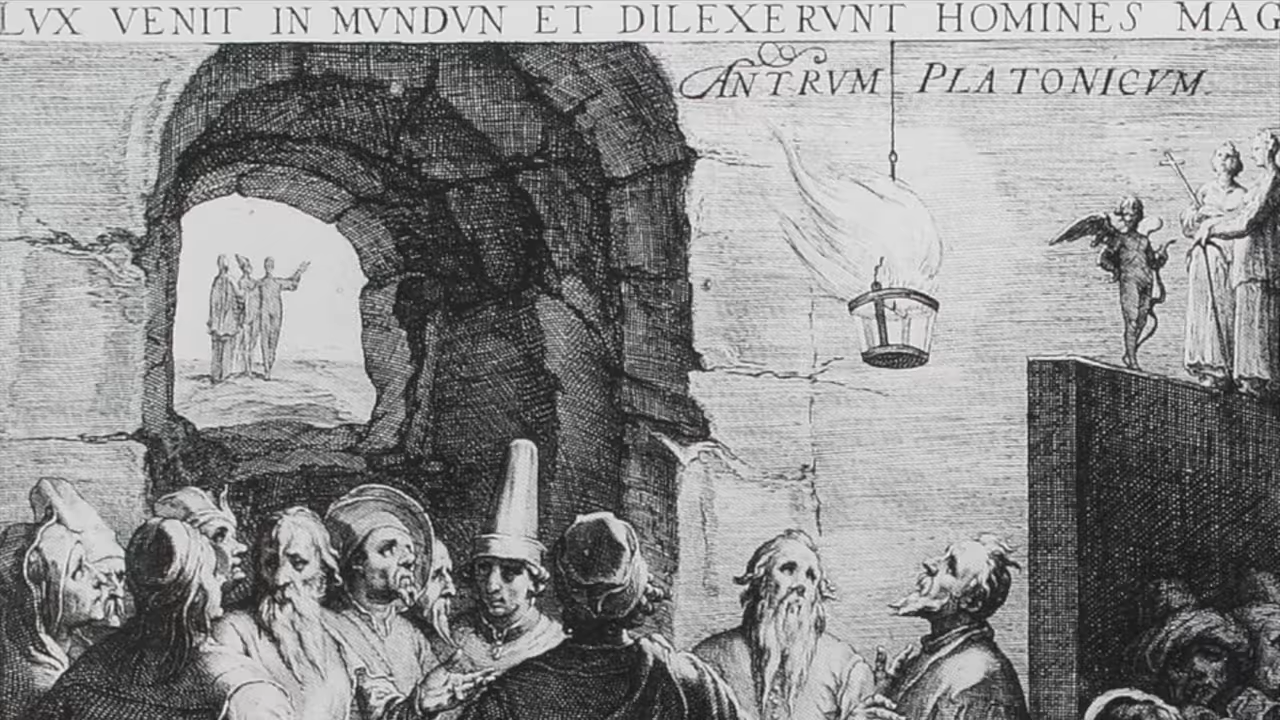 LVX VENIT IN MVNDVN ET DILEXERVNT HOMINES MAG
ANTRVM PLATONICVM.